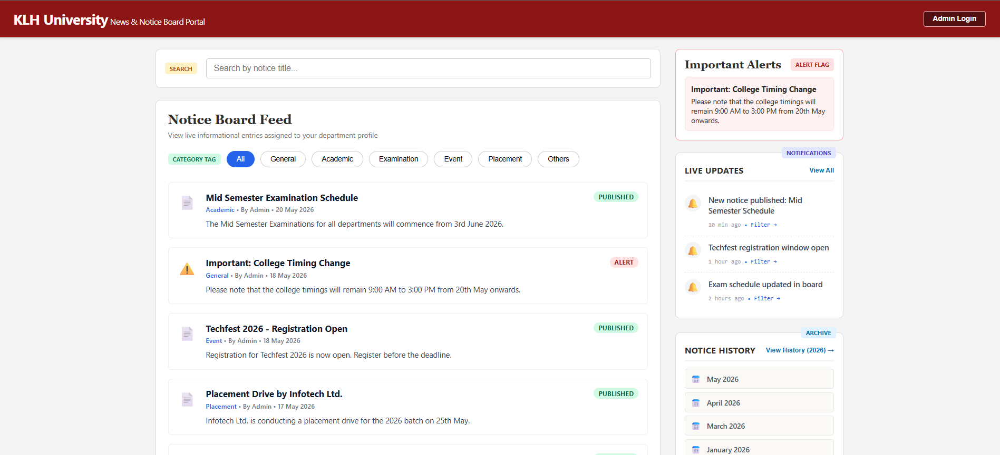 KLH University News & Notice Board Portal
Admin Login
SEARCH
Search by notice title...
Notice Board Feed
View live informational entries assigned to your department profile
CATEGORY TAG
All
General
Academic
Examination
Event
Placement
Others
Mid Semester Examination Schedule
PUBLISHED
Academic • By Admin • 20 May 2026
The Mid Semester Examinations for all departments will commence from 3rd June 2026.
Important: College Timing Change
ALERT
General • By Admin • 18 May 2026
Please note that the college timings will remain 9:00 AM to 3:00 PM from 20th May onwards.
Techfest 2026 - Registration Open
PUBLISHED
Event • By Admin • 18 May 2026
Registration for Techfest 2026 is now open. Register before the deadline.
Placement Drive by Infotech Ltd.
PUBLISHED
Placement • By Admin • 17 May 2026
Infotech Ltd. is conducting a placement drive for the 2026 batch on 25th May.
Important Alerts
ALERT FLAG
Important: College Timing Change
Please note that the college timings will
remain 9:00 AM to 3:00 PM from 20th May
onwards.
NOTIFICATIONS
LIVE UPDATES
View All
New notice published: Mid
Semester Schedule
10 min ago • Filter →
Techfest registration window open
1 hour ago • Filter →
Exam schedule updated in board
2 hours ago • Filter →
ARCHIVE
NOTICE HISTORY
View History (2026) →
May 2026
April 2026
March 2026
January 2026